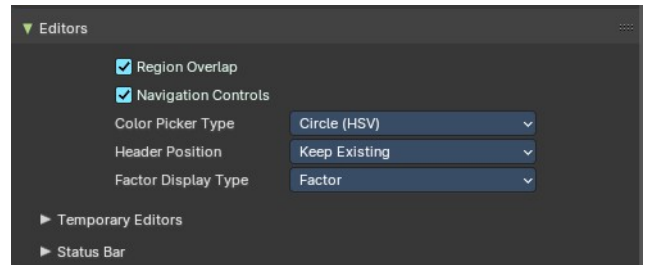 Editors
Region Overlap
Navigation Controls
Color Picker Type Circle (HSV)
Header Position Keep Existing
Factor Display Type Factor
Temporary Editors
Status Bar